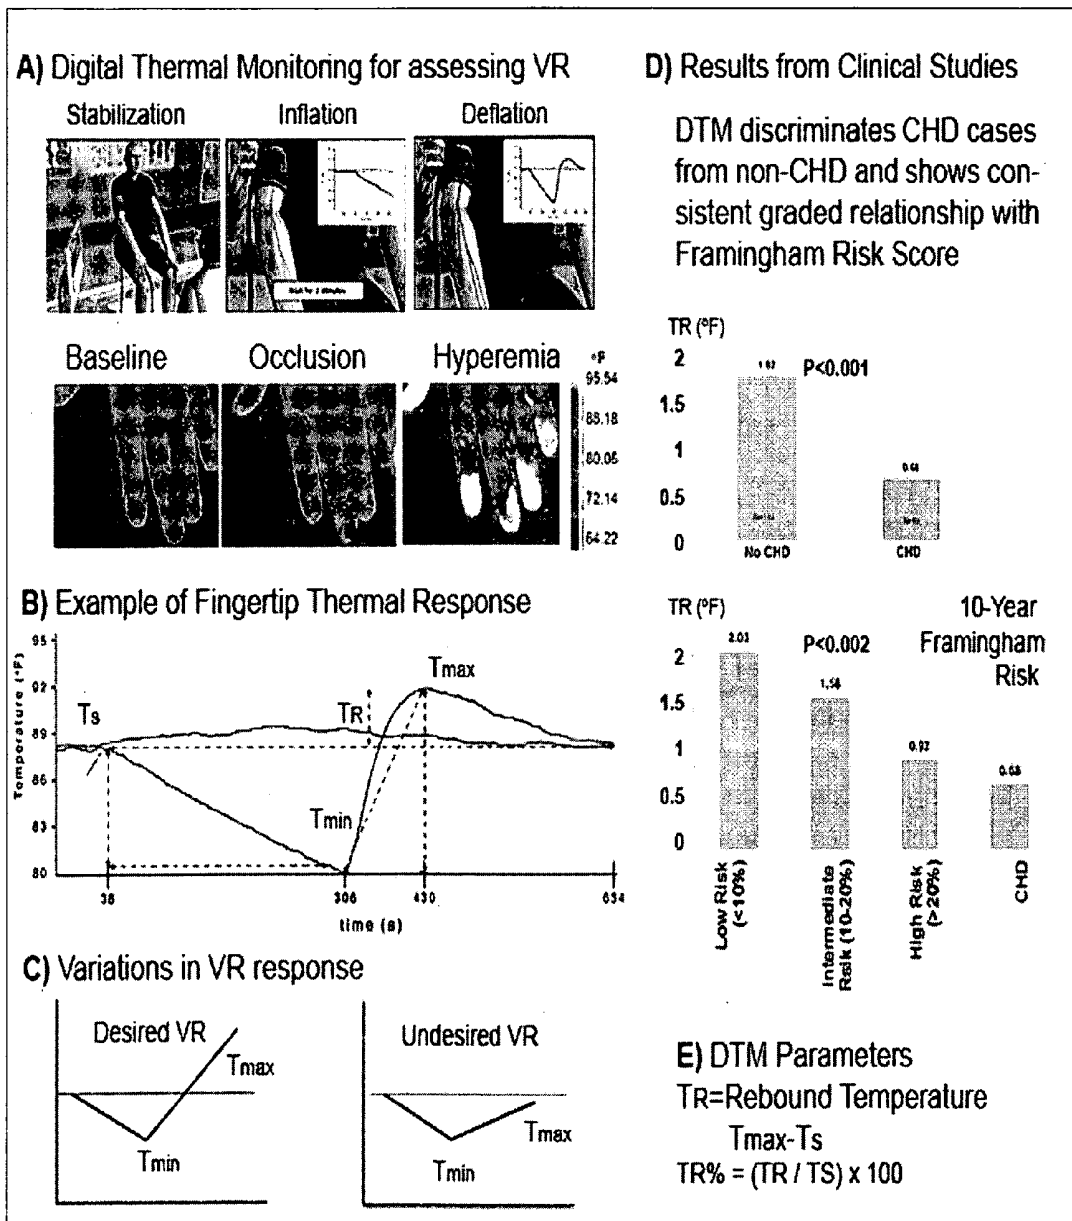 A) Digital Thermal Monitoring for assessing VR
Stabilization
Inflation
Deflation
Baseline
Occlusion
Hyperemia
°F
95.54
88.18
80.06
72.14
64.22
B) Example of Fingertip Thermal Response
Temperature (°F)
95
92
89
86
83
80
Ts
TR
Tmax
Tmin
38
306
430
634
time (s)
C) Variations in VR response
Desired VR
Tmax
Tmin
Undesired VR
Tmax
Tmin
D) Results from Clinical Studies
DTM discriminates CHD cases
from non-CHD and shows con-
sistent graded relationship with
Framingham Risk Score
TR (°F)
2
1.5
1
0.5
0
P<0.001
No CHD
CHD
TR (°F)
2
1.5
1
0.5
0
2.03
P<0.002
1.56
0.92
0.68
10-Year
Framingham
Risk
Low Risk
(<10%)
Intermediate
Rsik (10-20%)
High Risk
(>20%)
CHD
E) DTM Parameters
TR=Rebound Temperature
Tmax-Ts
TR% = (TR / TS) x 100